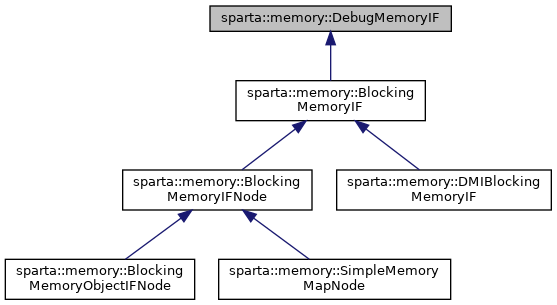 sparta::memory::DebugMemoryIF
sparta::memory::Blocking
MemoryIF
sparta::memory::Blocking
MemoryIFNode
sparta::memory::DMIBlocking
MemoryIF
sparta::memory::Blocking
MemoryObjectIFNode
sparta::memory::SimpleMemory
MapNode